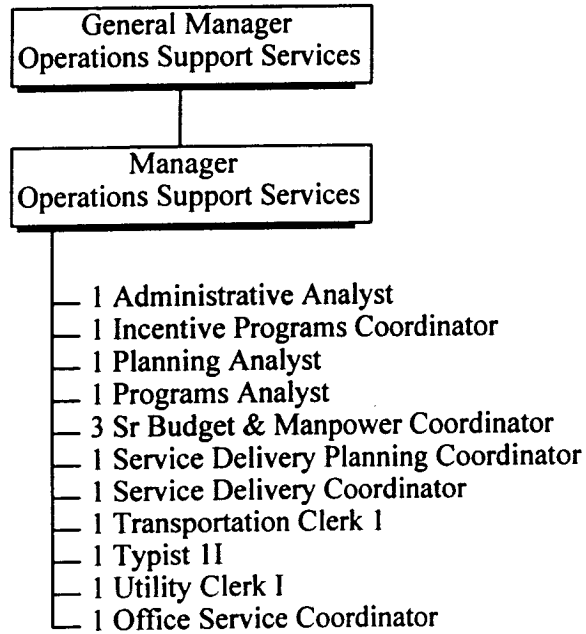 General Manager
Operations Support Services
Manager
Operations Support Services
1 Administrative Analyst
1 Incentive Programs Coordinator
1 Planning Analyst
1 Programs Analyst
3 Sr Budget & Manpower Coordinator
1 Service Delivery Planning Coordinator
1 Service Delivery Coordinator
1 Transportation Clerk 1
1 Typist 1I
1 Utility Clerk I
1 Office Service Coordinator